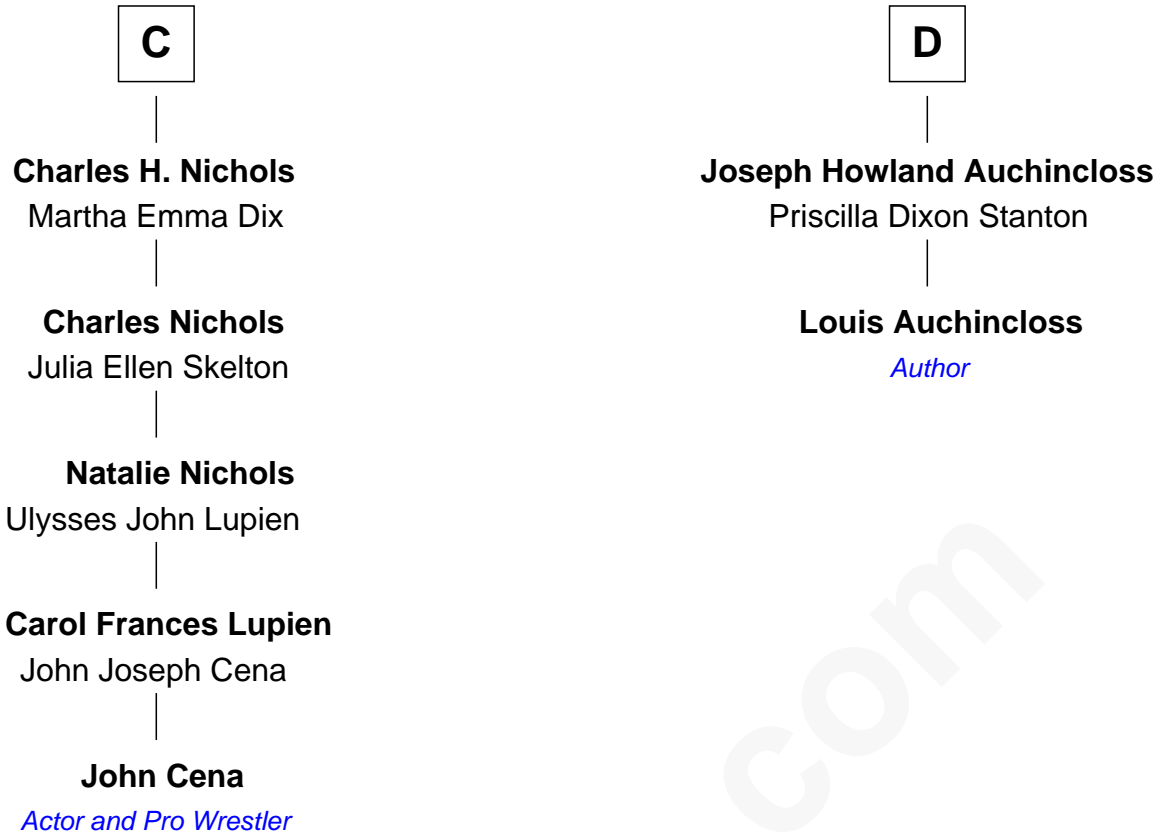 C
Charles H. Nichols
Martha Emma Dix
Charles Nichols
Julia Ellen Skelton
Natalie Nichols
Ulysses John Lupien
Carol Frances Lupien
John Joseph Cena
John Cena
Actor and Pro Wrestler
D
Joseph Howland Auchincloss
Priscilla Dixon Stanton
Louis Auchincloss
Author
com